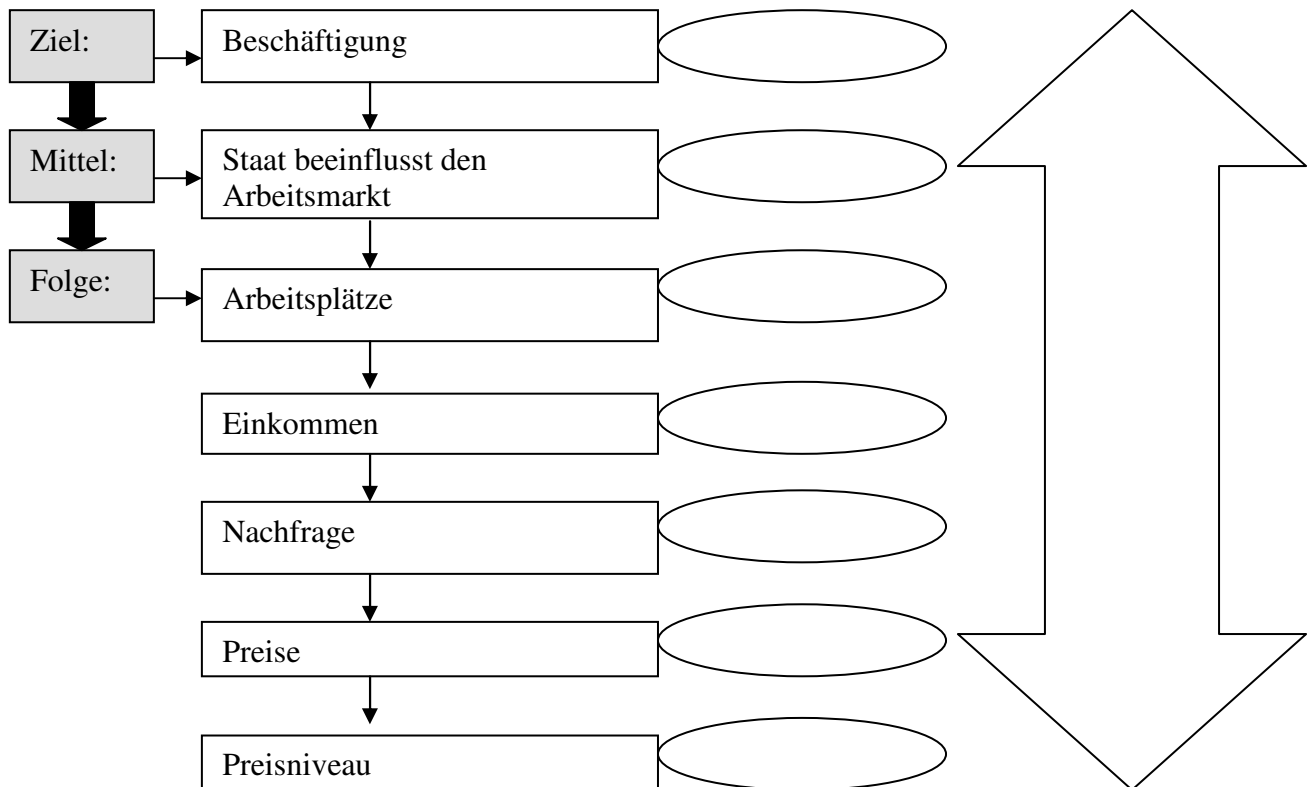 Ziel:
Beschäftigung
Mittel:
Staat beeinflusst den
Arbeitsmarkt
Folge:
Arbeitsplätze
Einkommen
Nachfrage
Preise
Preisniveau